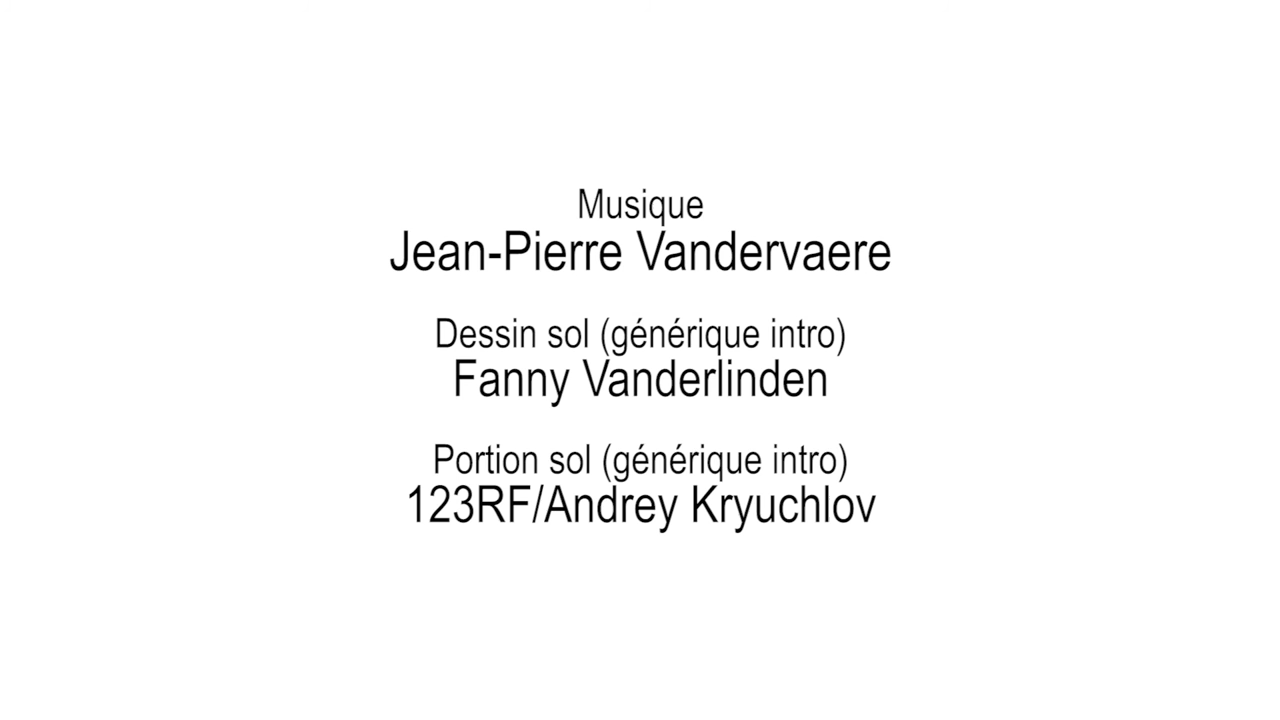 Musique
Jean-Pierre Vandervaere
Dessin sol (générique intro)
Fanny Vanderlinden
Portion sol (générique intro)
123RF/Andrey Kryuchlov